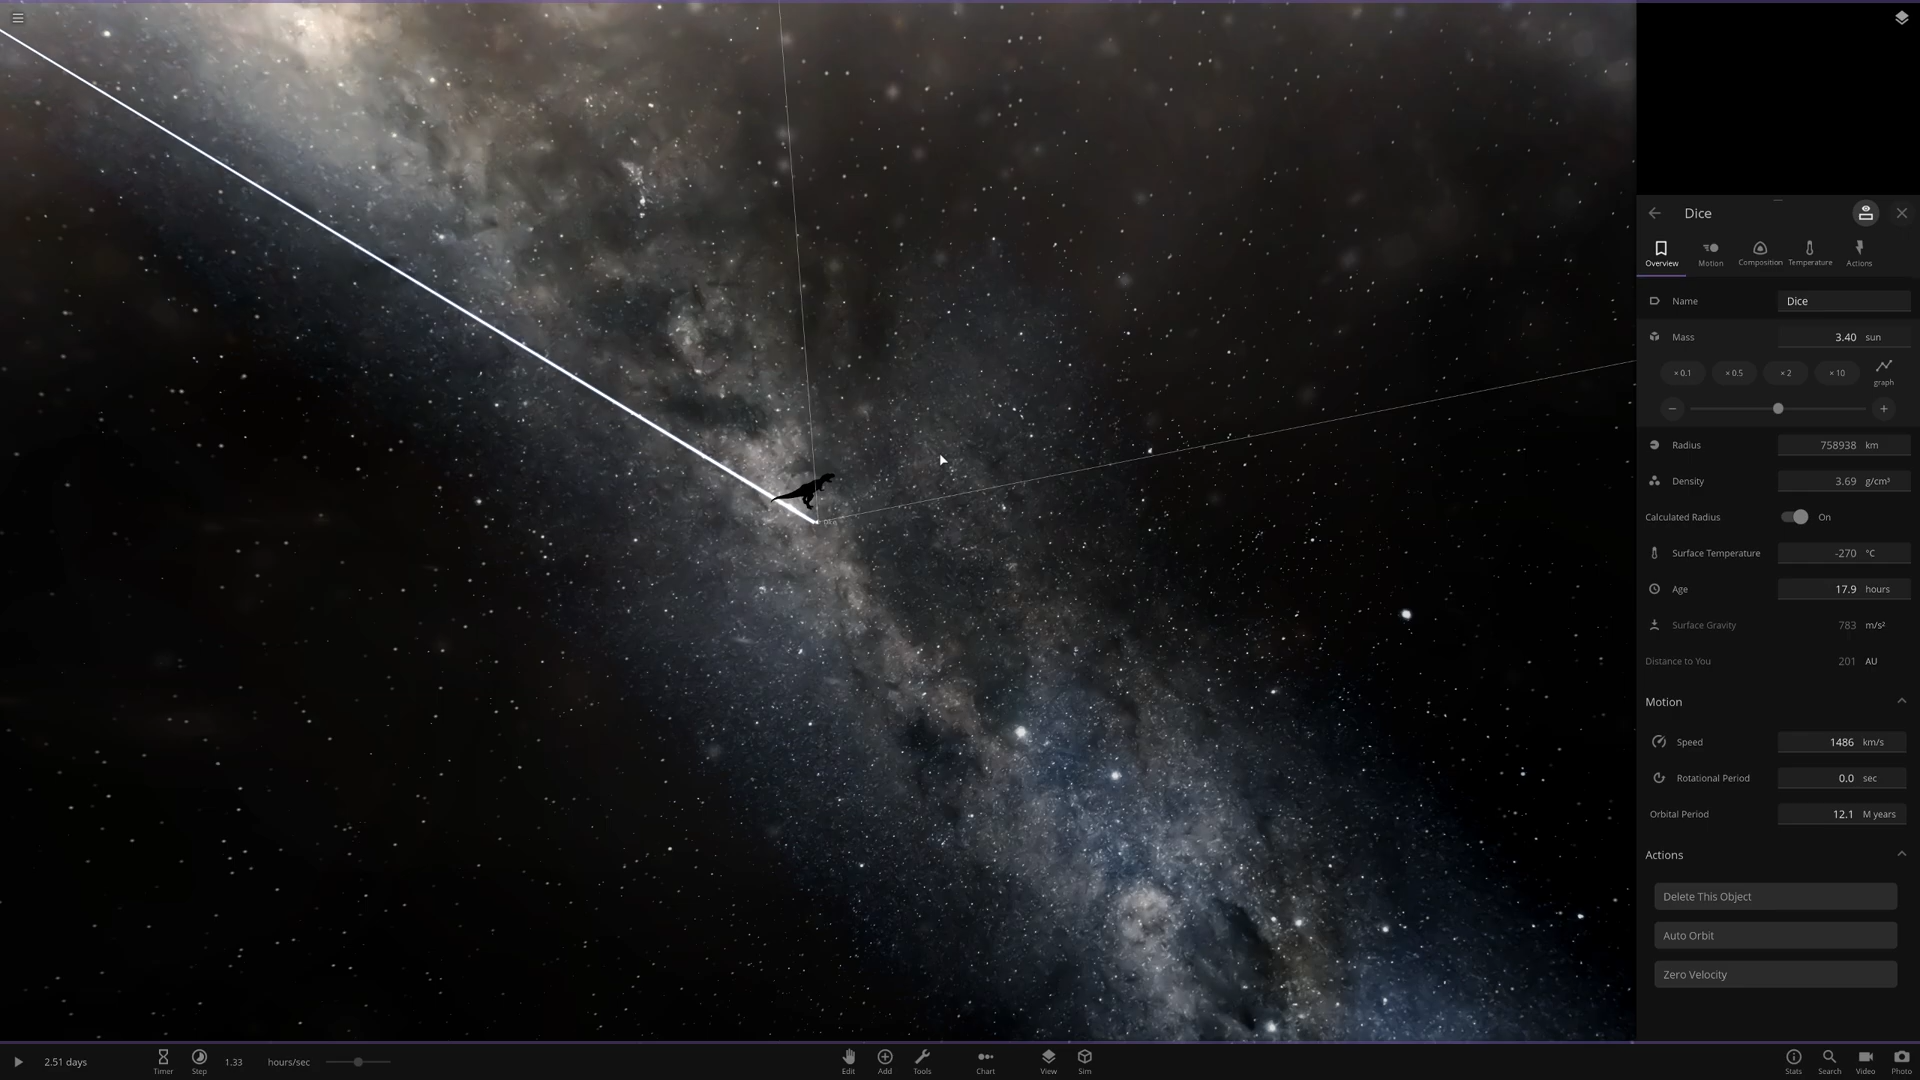 Dice
Overview
Motion
Composition
Temperature
Actions
Name Dice
Mass 3.40 sun
× 0.1 × 0.5 × 2 × 10 graph
Radius 758938 km
Density 3.69 g/cm³
Calculated Radius On
Surface Temperature -270 °C
Age 17.9 hours
Surface Gravity 783 m/s²
Distance to You 201 AU
Motion
Speed 1486 km/s
Rotational Period 0.0 sec
Orbital Period 12.1 M years
Actions
Delete This Object
Auto Orbit
Zero Velocity
2.51 days
Timer
Step
1.33 hours/sec
Edit
Add
Tools
Chart
View
Sim
Stats
Search
Video
Photo